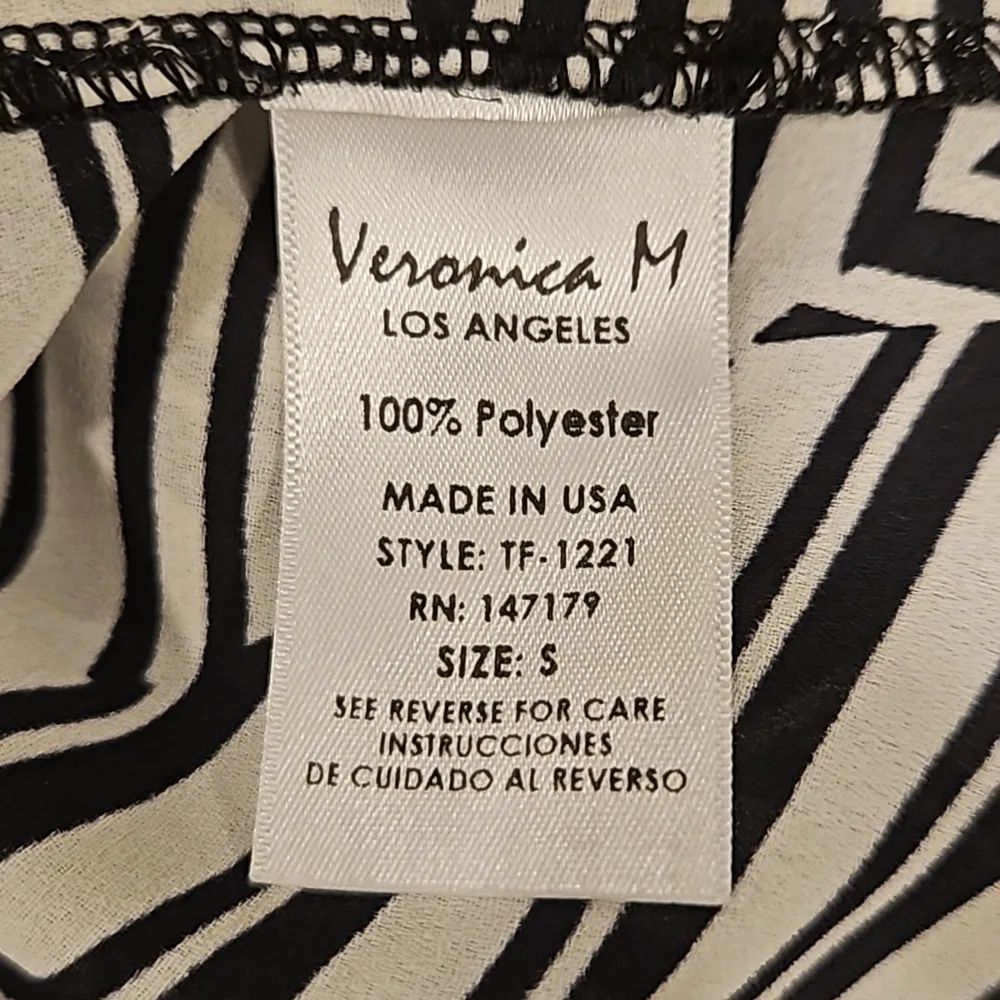 Veronica M
LOS ANGELES
100% Polyester
MADE IN USA
STYLE: TF-1221
RN: 147179
SIZE: S
SEE REVERSE FOR CARE
INSTRUCCIONES
DE CUIDADO AL REVERSO